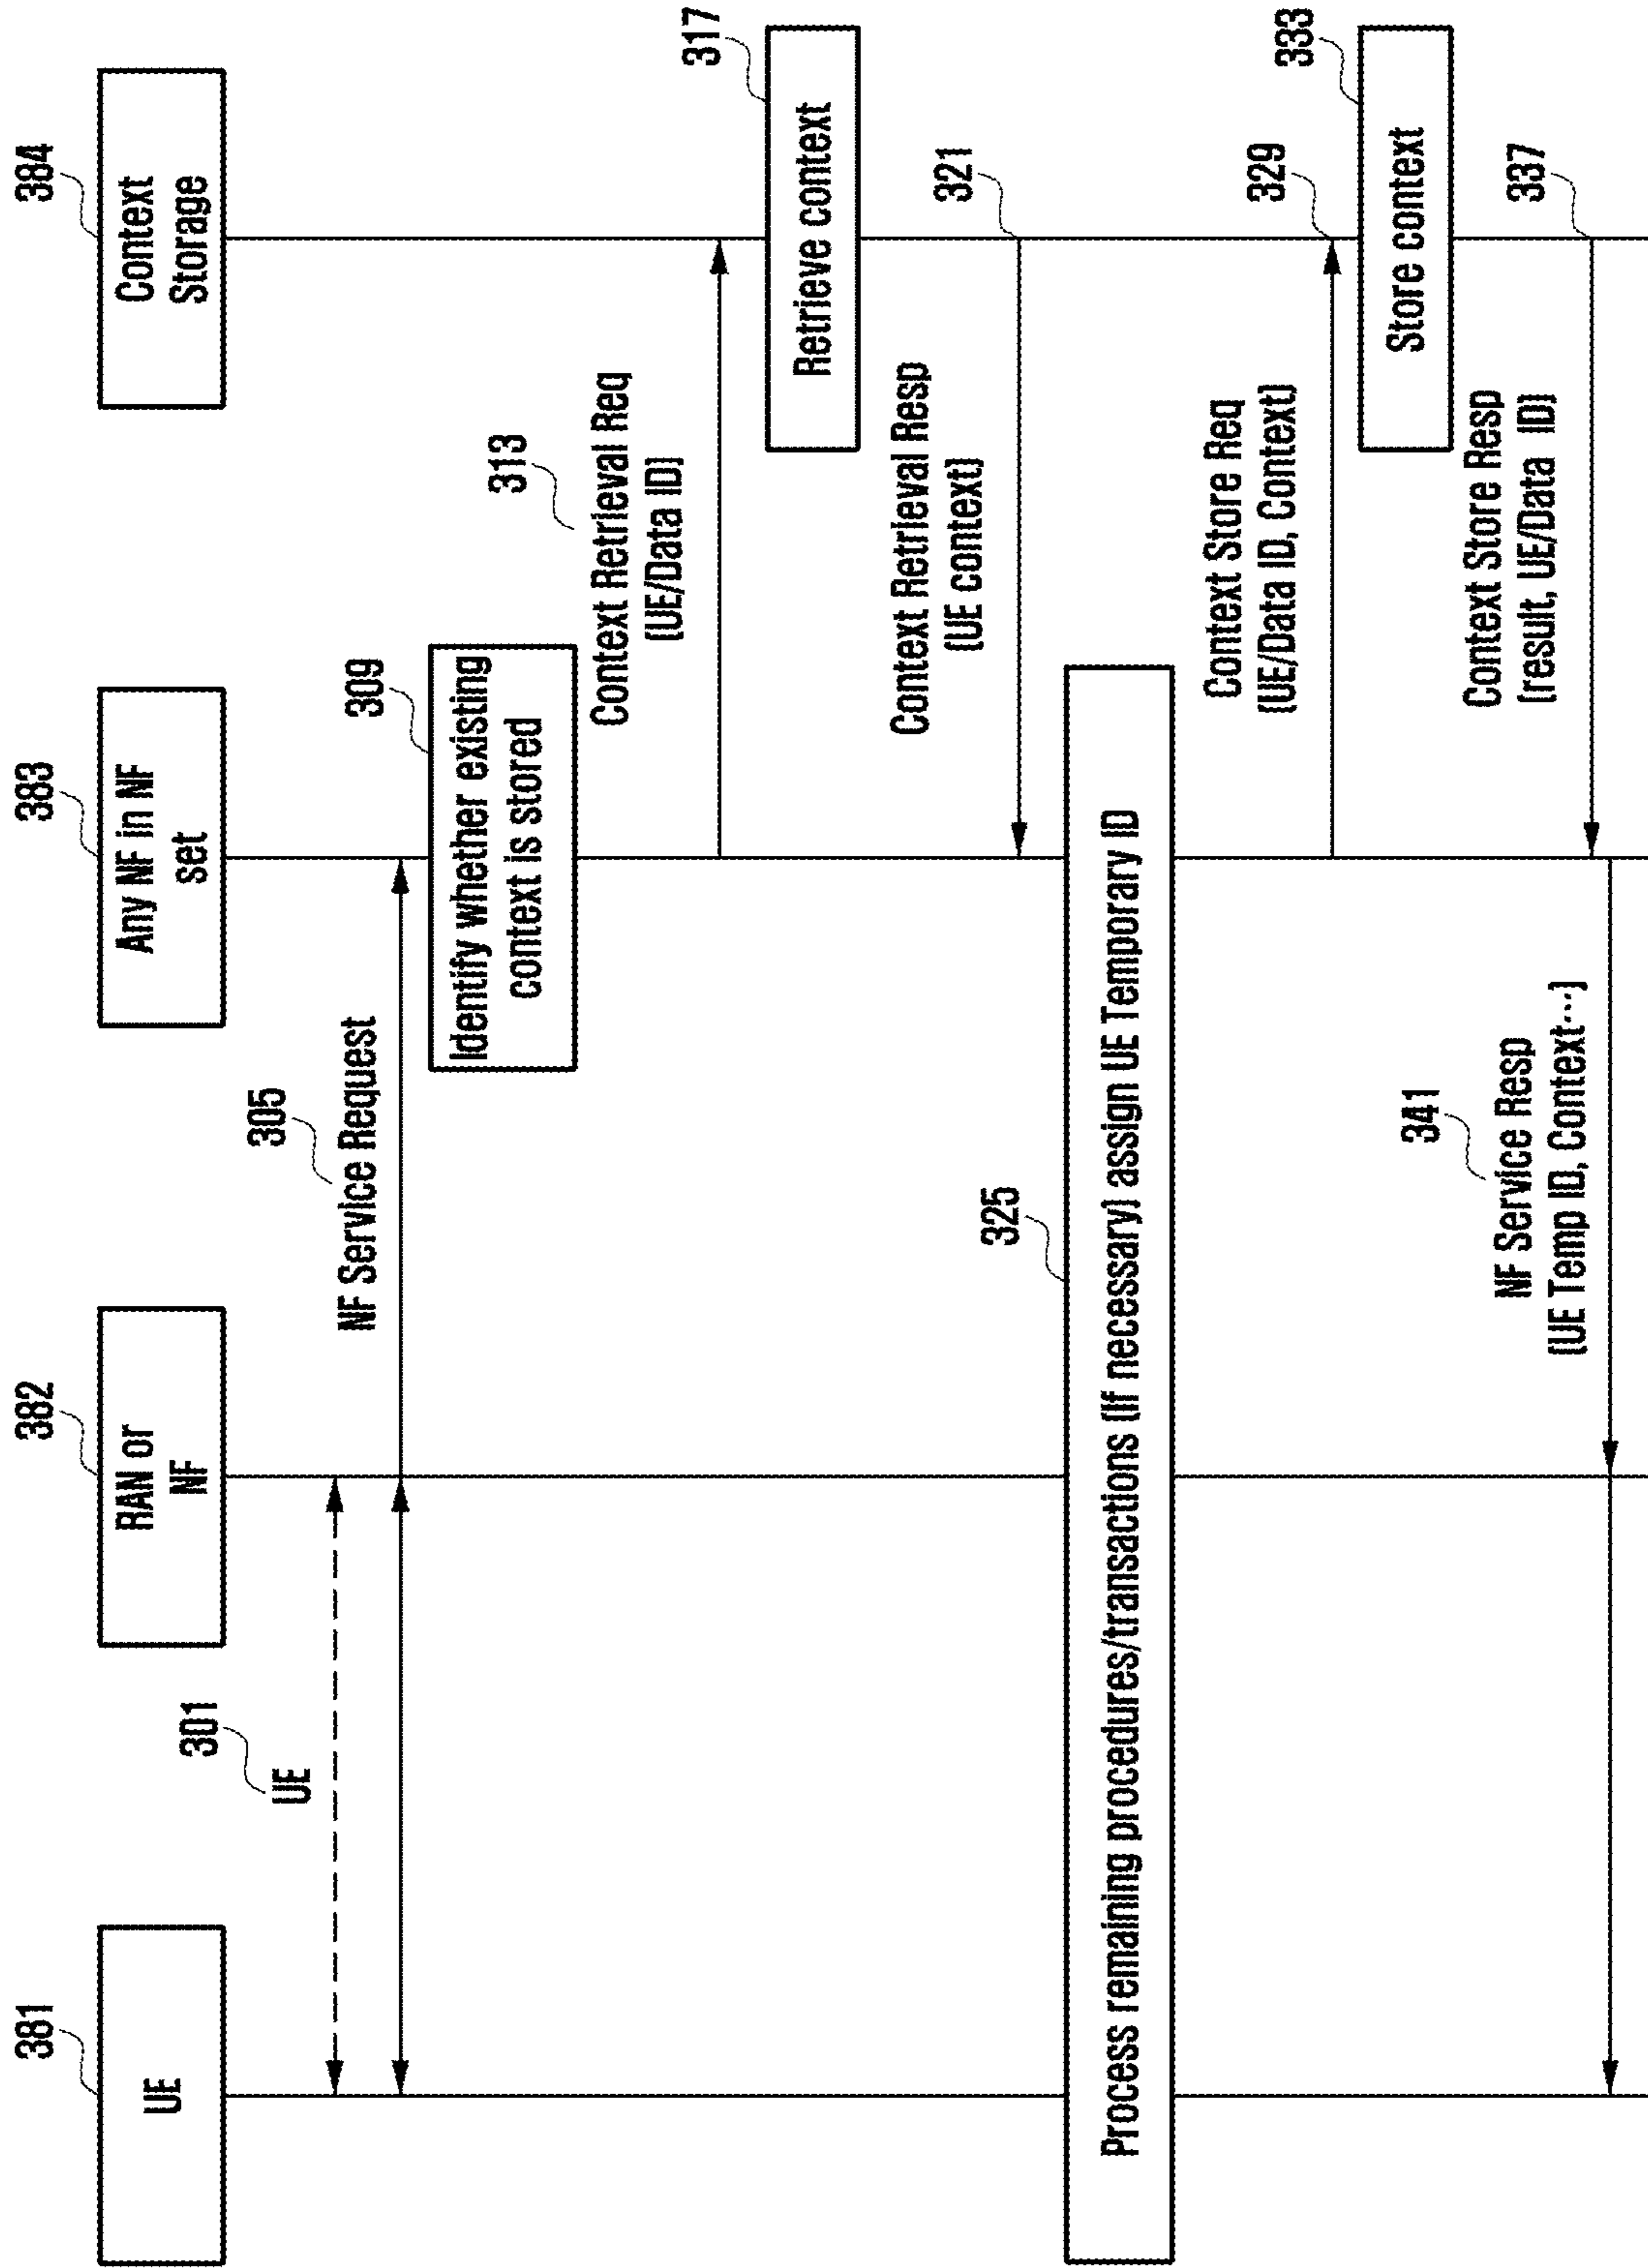 381
UE
382
RAN or
NF
383
Any NF in NF
set
384
Context
Storage
301
UE
305
NF Service Request
309
Identify whether existing
context is stored
313
Context Retrieval Req
(UE/Data ID)
317
Retrieve context
Context Retrieval Resp
(UE context)
321
325
Process remaining procedures/transactions (If necessary) assign UE Temporary ID
Context Store Req
(UE/Data ID, Context)
329
333
Store context
Context Store Resp
(result, UE/Data ID)
337
341
NF Service Resp
(UE Temp ID, Context···)